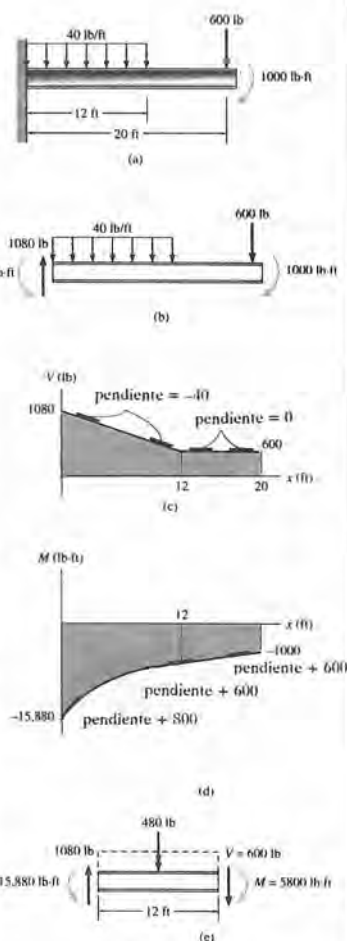 600 lb
40 lb/ft
1000 lb·ft
12 ft
20 ft
(a)
600 lb
40 lb/ft
1080 lb
b·ft
1000 lb·ft
(b)
V (lb)
pendiente = –40
1080
pendiente = 0
600
12
20
x (ft)
(c)
M (lb·ft)
12
x (ft)
–1000
pendiente + 600
pendiente + 600
–15,880
pendiente + 800
(d)
480 lb
1080 lb
V = 600 lb
15,880 lb·ft
M = 5800 lb·ft
12 ft
(e)